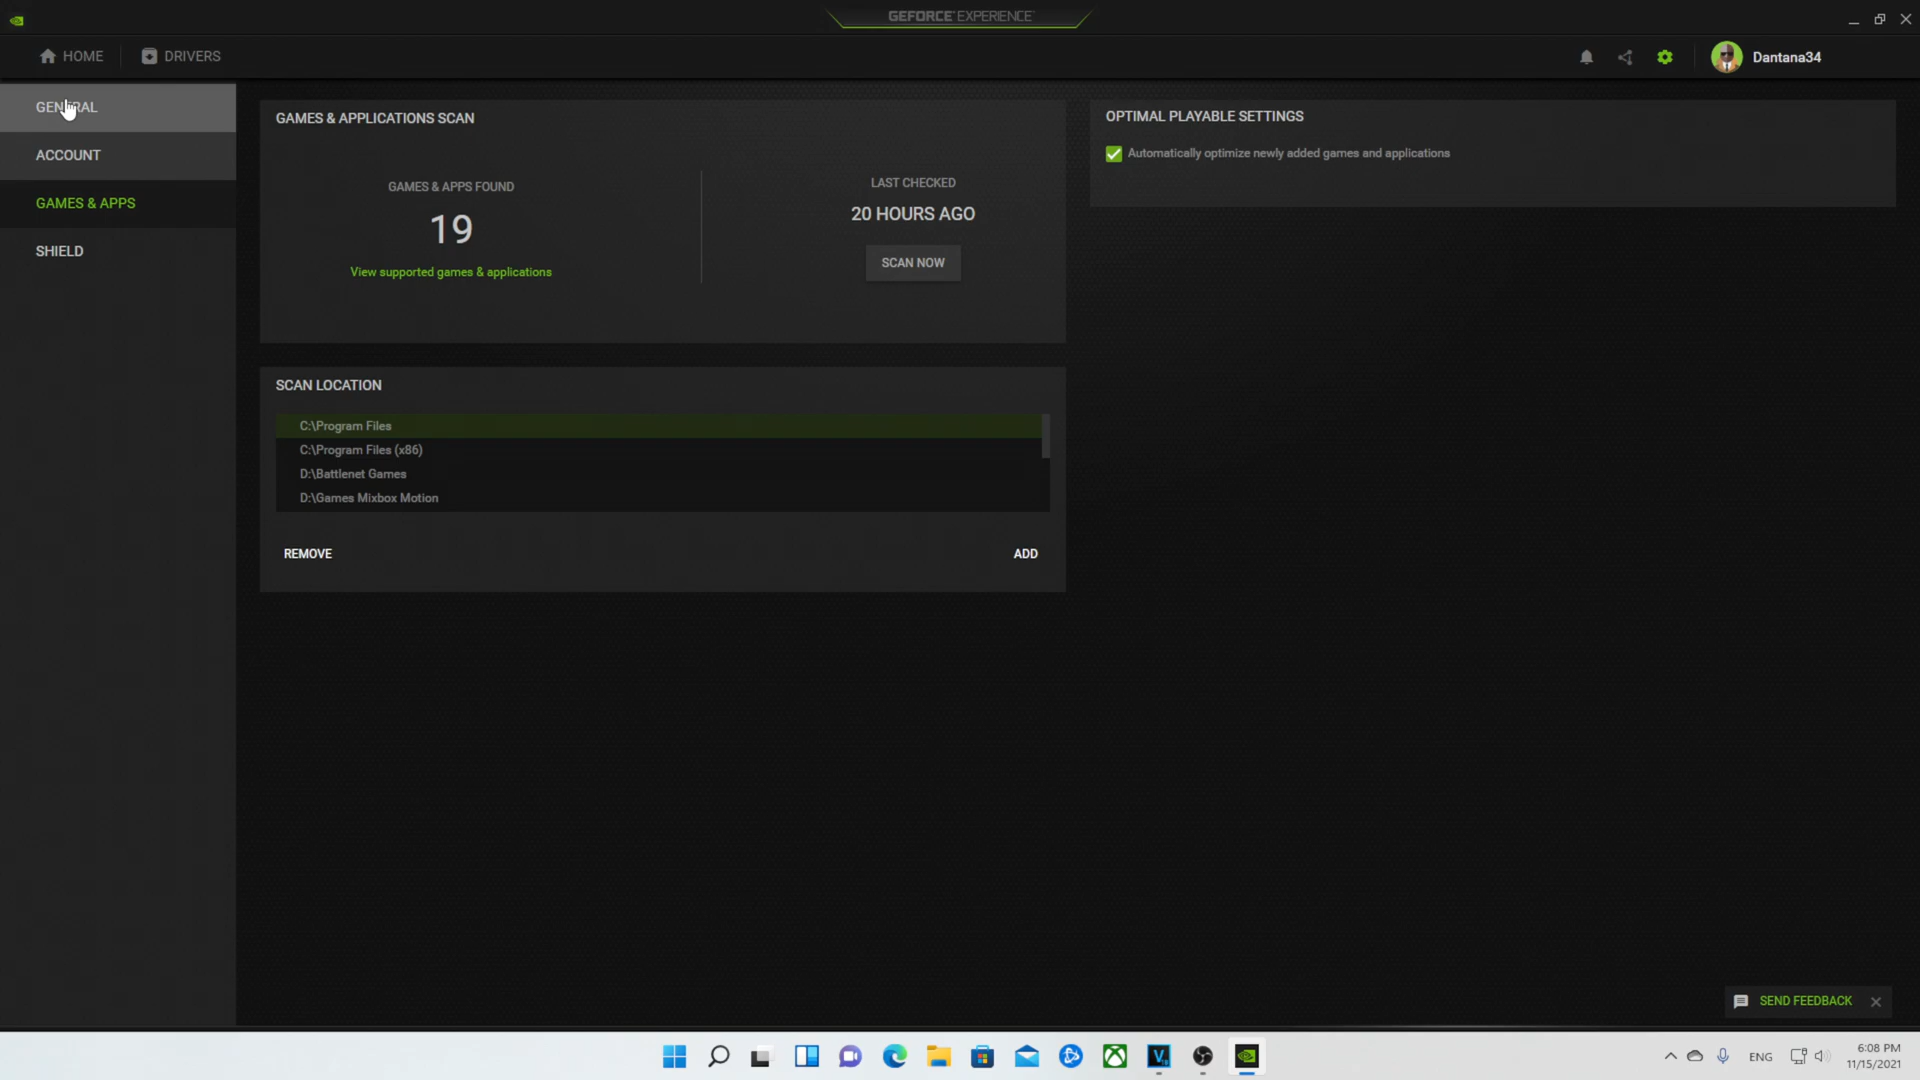 GEFORCE EXPERIENCE
HOME
DRIVERS
Dantana34
GENERAL
ACCOUNT
GAMES & APPS
SHIELD
GAMES & APPLICATIONS SCAN
GAMES & APPS FOUND
19
View supported games & applications
LAST CHECKED
20 HOURS AGO
SCAN NOW
OPTIMAL PLAYABLE SETTINGS
Automatically optimize newly added games and applications
SCAN LOCATION
C:\Program Files
C:\Program Files (x86)
D:\Battlenet Games
D:\Games Mixbox Motion
REMOVE
ADD
SEND FEEDBACK
ENG
6:08 PM
11/15/2021